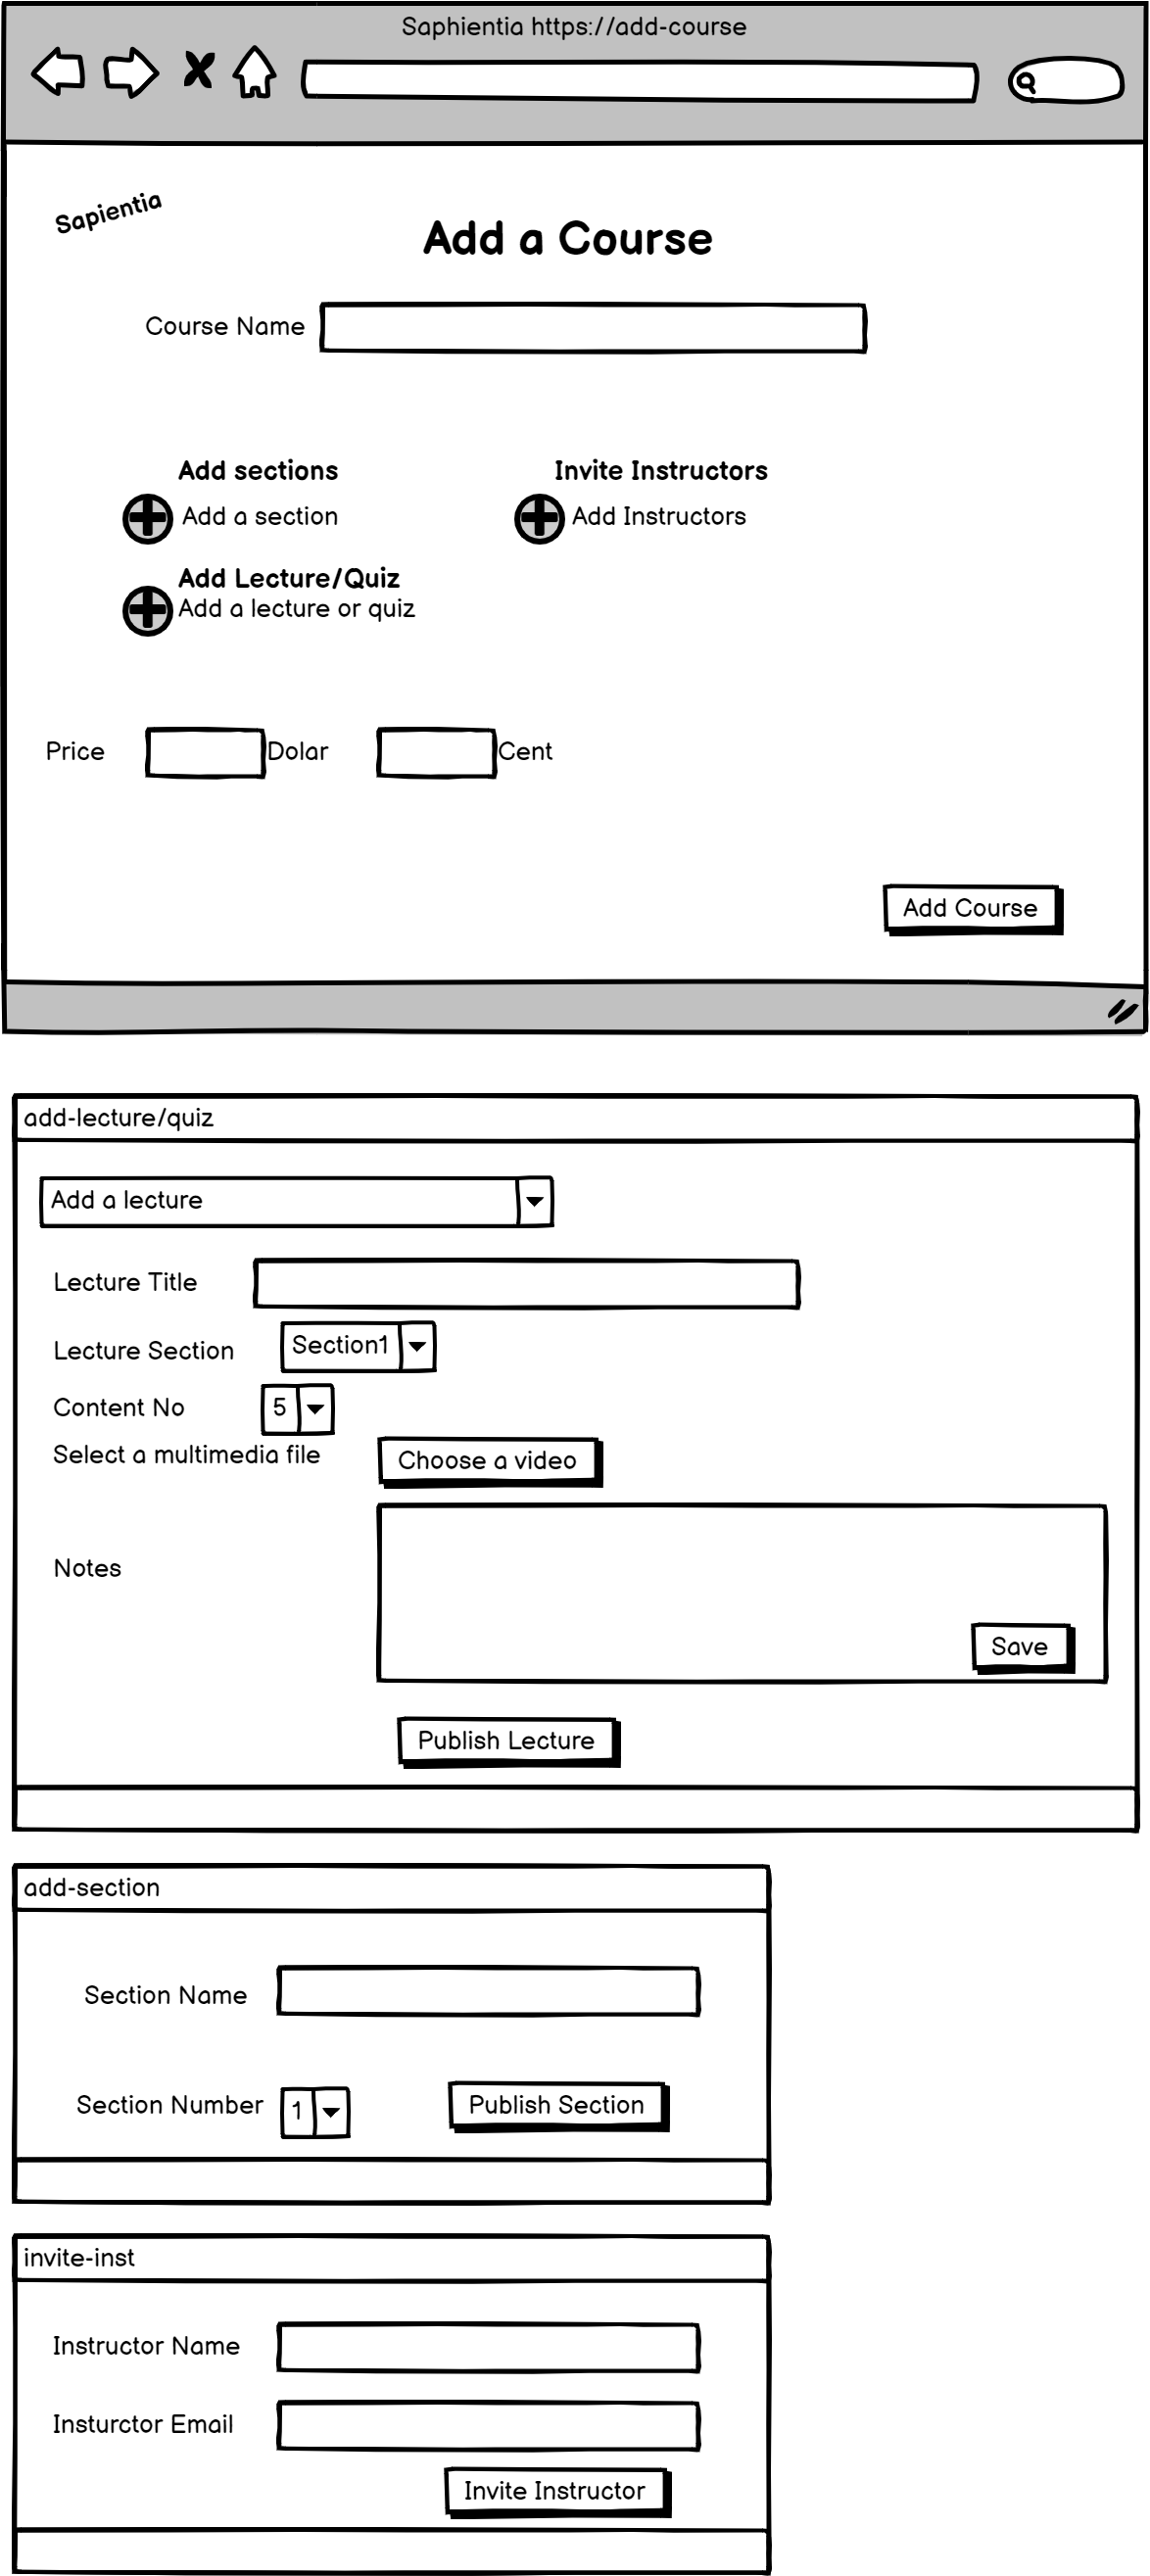 Saphientia https://add-course
Sapientia
Add a Course
Course Name
Add sections
Invite Instructors
Add a section
Add Instructors
Add Lecture/Quiz
Add a lecture or quiz
Price
Dolar
Cent
Add Course
add-lecture/quiz
Add a lecture
Lecture Title
Lecture Section
Section1
Content No
5
Select a multimedia file
Choose a video
Notes
Save
Publish Lecture
add-section
Section Name
Section Number
1
Publish Section
invite-inst
Instructor Name
Insturctor Email
Invite Instructor